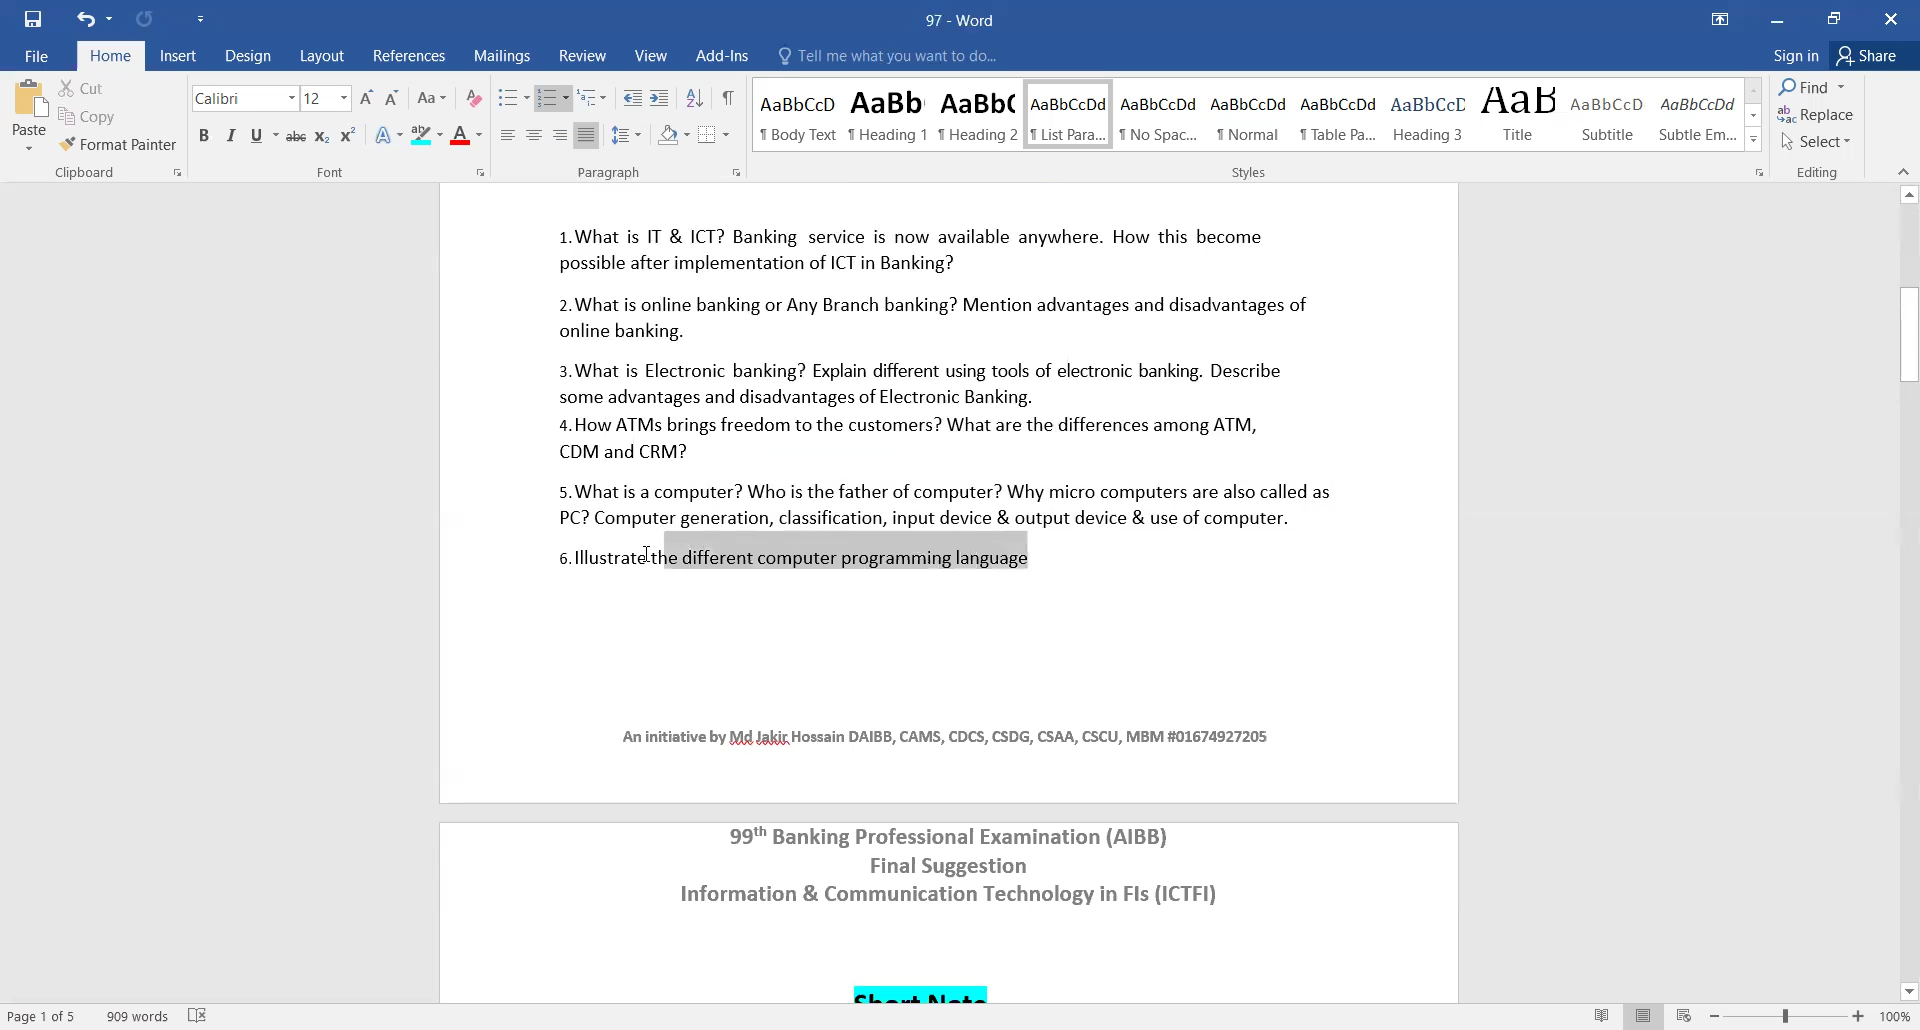 97 - Word
File Home Insert Design Layout References Mailings Review View Add-Ins Tell me what you want to do... Sign in Share
Paste Cut Copy Format Painter Clipboard
Calibri 12 Aa Font
Paragraph
AaBbCcD ¶ Body Text AaBb ¶ Heading 1 AaBbC ¶ Heading 2 AaBbCcDd ¶ List Para... AaBbCcDd ¶ No Spac... AaBbCcDd ¶ Normal AaBbCcDd ¶ Table Pa... AaBbCcD Heading 3 AaB Title AaBbCcD Subtitle AaBbCcDd Subtle Em...
Styles
Find Replace Select Editing
1.What is IT & ICT? Banking service is now available anywhere. How this become
possible after implementation of ICT in Banking?
2.What is online banking or Any Branch banking? Mention advantages and disadvantages of
online banking.
3.What is Electronic banking? Explain different using tools of electronic banking. Describe
some advantages and disadvantages of Electronic Banking.
4.How ATMs brings freedom to the customers? What are the differences among ATM,
CDM and CRM?
5.What is a computer? Who is the father of computer? Why micro computers are also called as
PC? Computer generation, classification, input device & output device & use of computer.
6.Illustrate the different computer programming language
An initiative by Md Jakir Hossain DAIBB, CAMS, CDCS, CSDG, CSAA, CSCU, MBM #01674927205
99th Banking Professional Examination (AIBB)
Final Suggestion
Information & Communication Technology in FIs (ICTFI)
Short Note
Page 1 of 5 909 words 100%